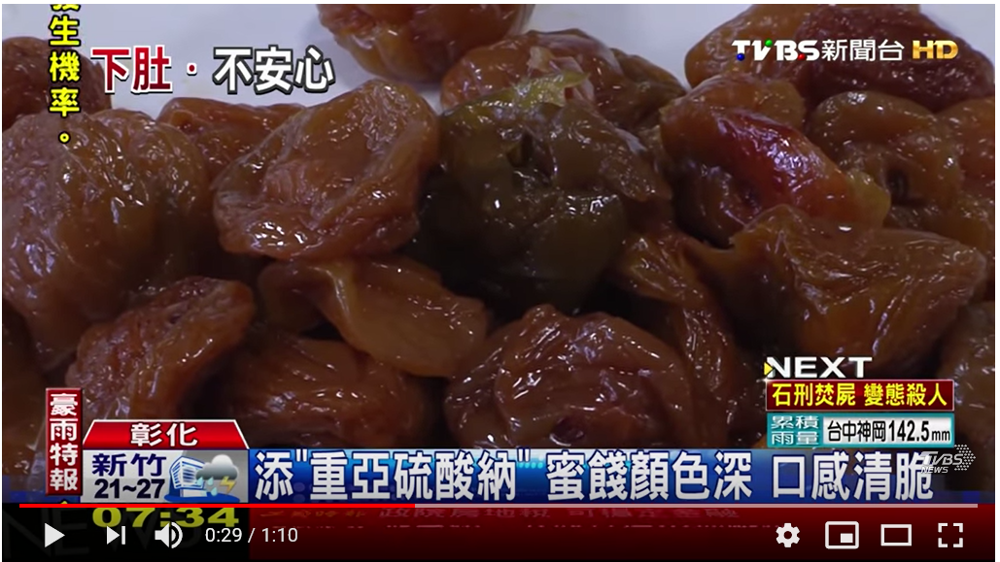 發生機率。
下肚·不安心
TVBS新聞台 HD
NEXT
石刑焚屍 變態殺人
累積雨量 台中神岡142.5mm
豪雨特報
彰化
新竹
21~27
添"重亞硫酸納" 蜜餞顏色深 口感清脆
TVBS NEWS
07:34
0:29 / 1:10